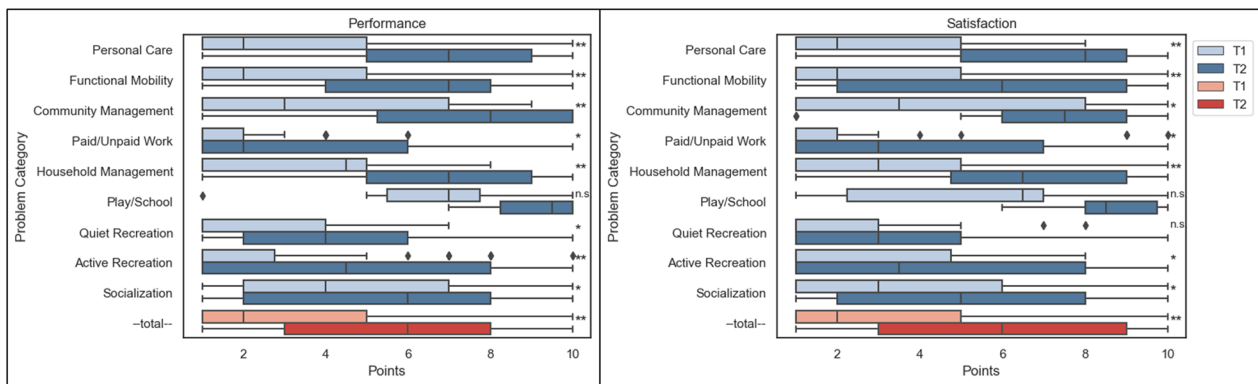 Performance
Problem Category
Personal Care
**
Functional Mobility
**
Community Management
**
Paid/Unpaid Work
*
Household Management
**
Play/School
n.s
Quiet Recreation
*
Active Recreation
**
Socialization
*
--total--
**
2 4 6 8 10
Points
Satisfaction
Problem Category
Personal Care
**
Functional Mobility
**
Community Management
*
Paid/Unpaid Work
*
Household Management
**
Play/School
n.s
Quiet Recreation
n.s
Active Recreation
*
Socialization
*
--total--
**
2 4 6 8 10
Points
T1
T2
T1
T2